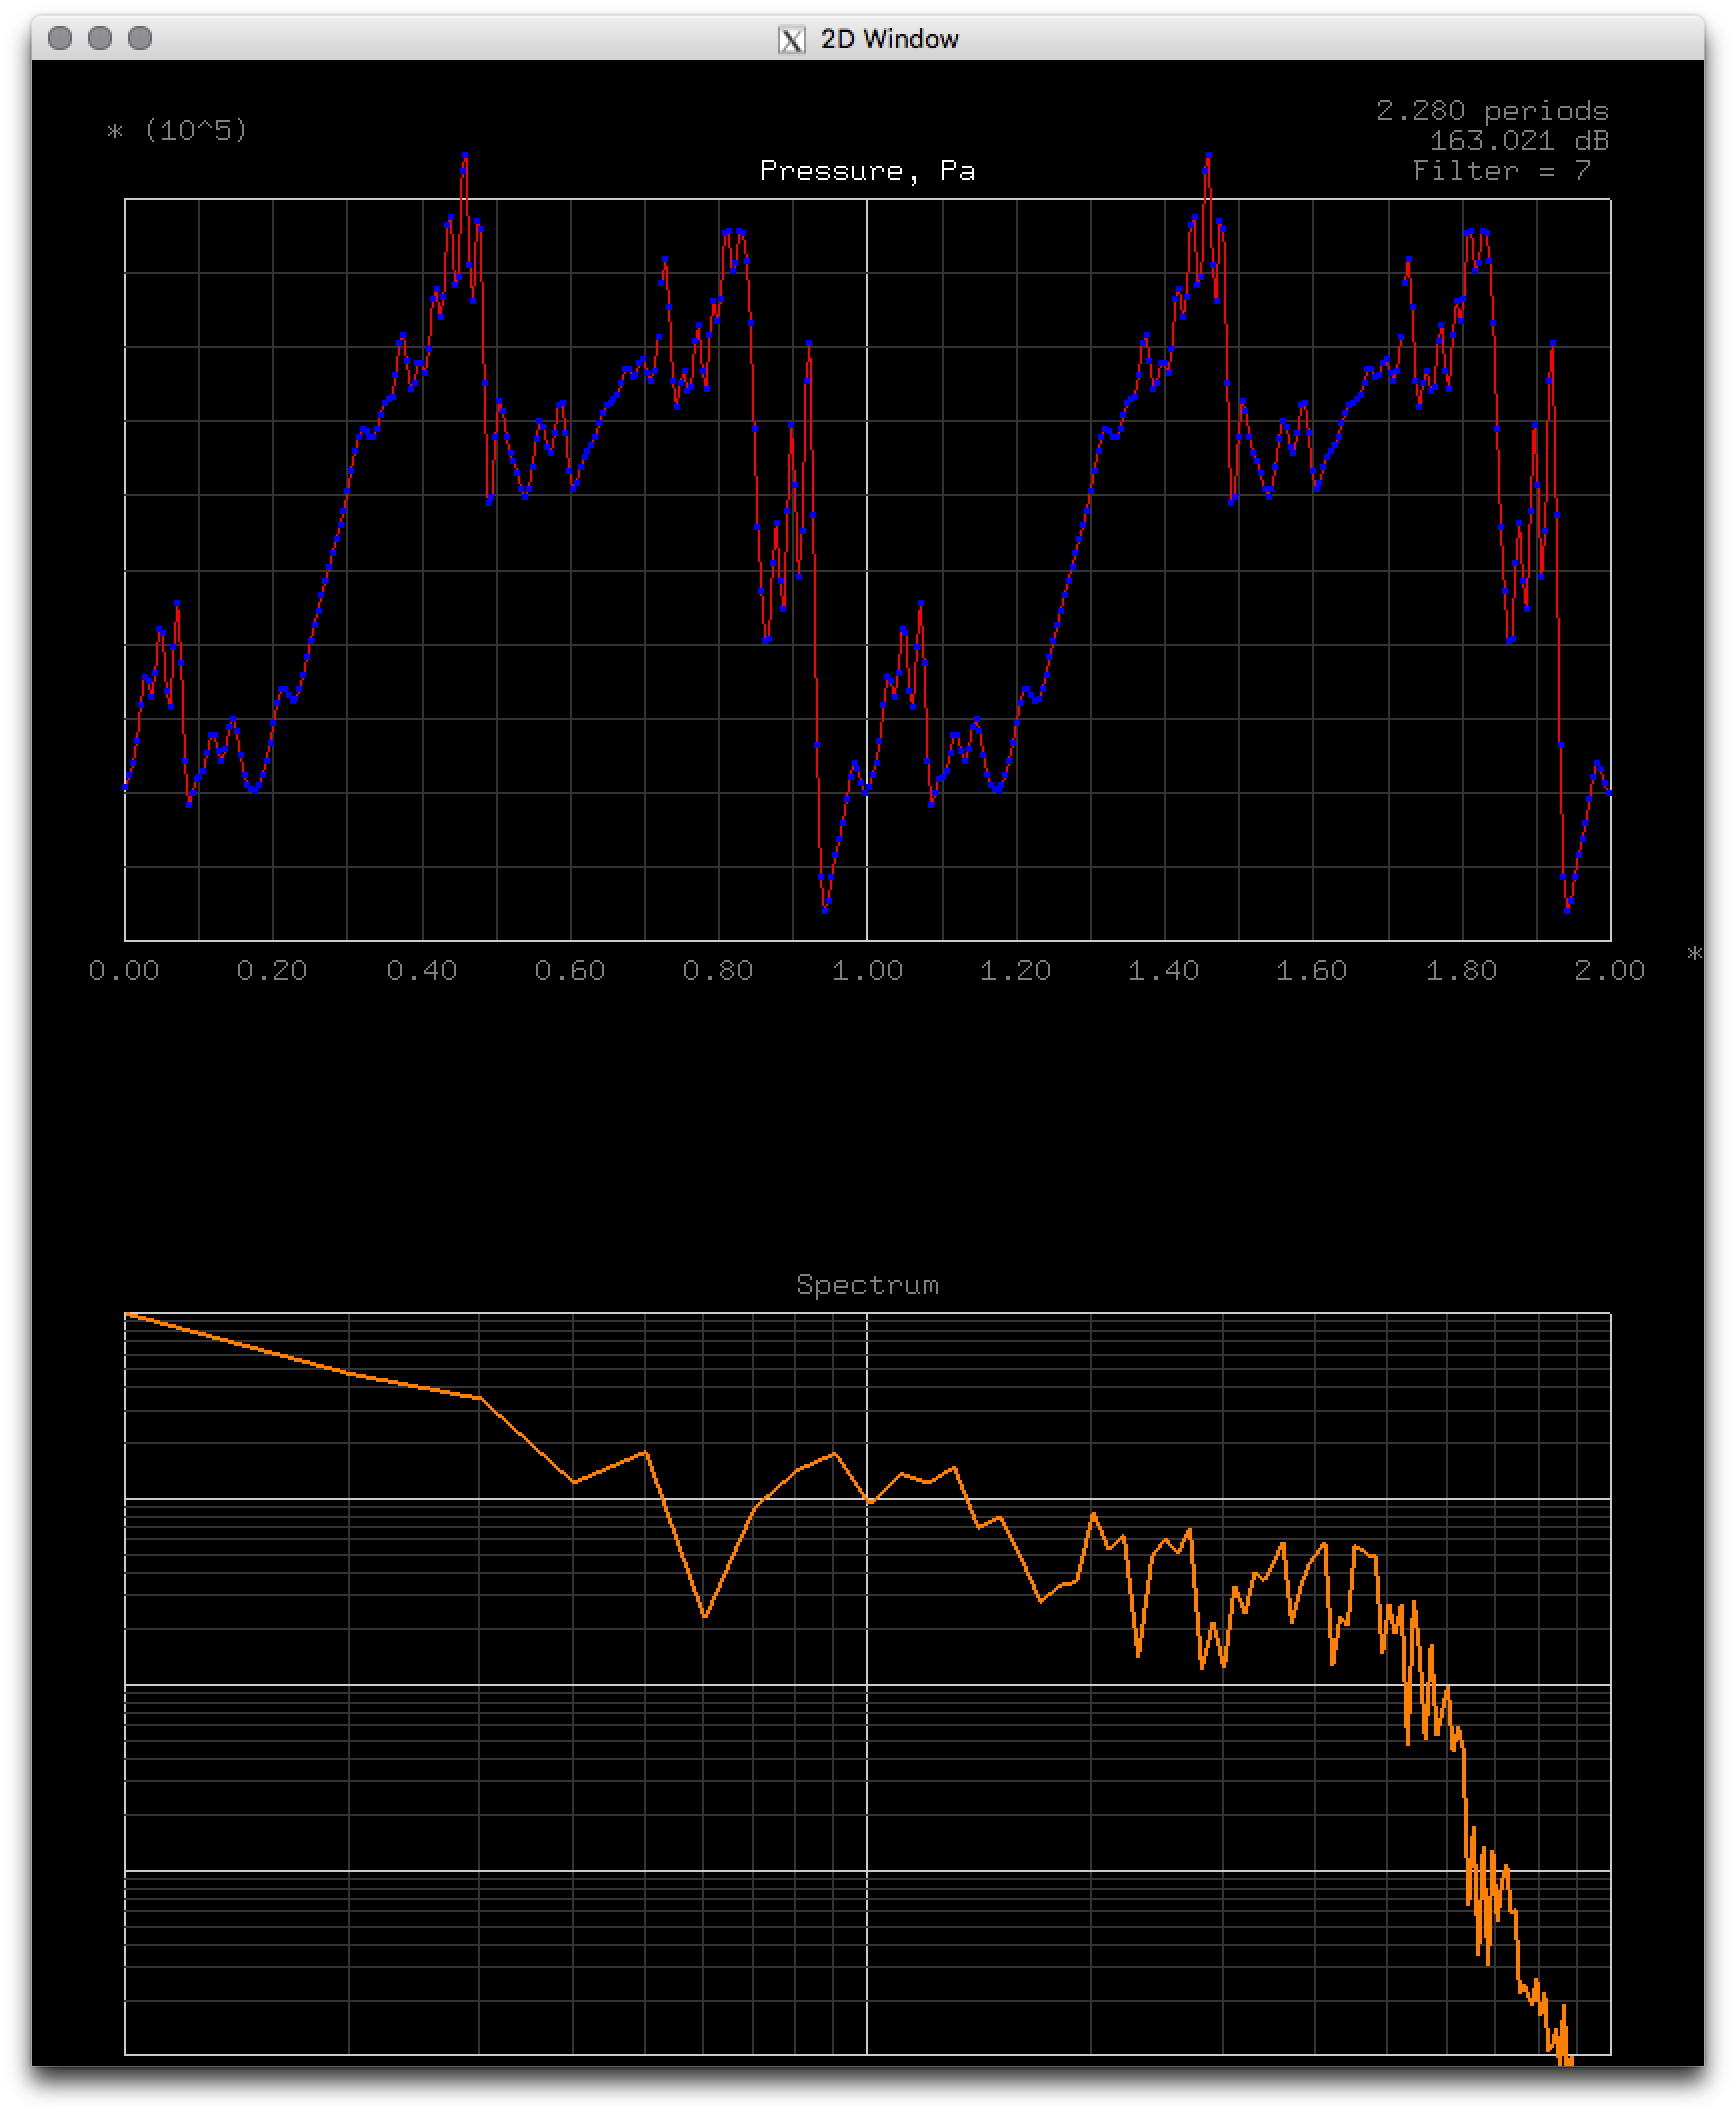 2D Window
2.280 periods
* (10^5)
163.021 dB
Pressure, Pa
Filter = 7
*
0.00 0.20 0.40 0.60 0.80 1.00 1.20 1.40 1.60 1.80 2.00
Spectrum